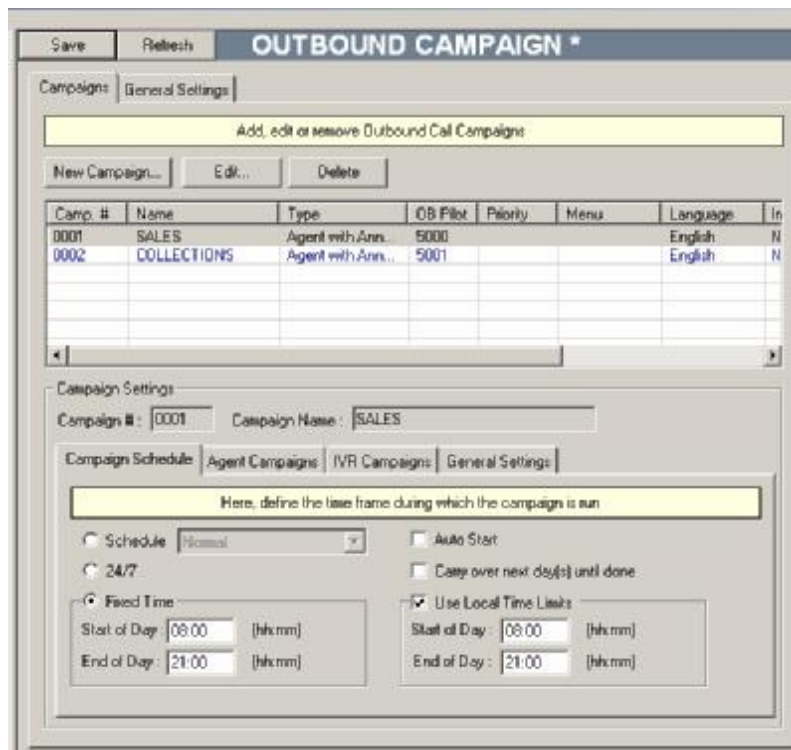 Save Refresh OUTBOUND CAMPAIGN *
Campaigns General Settings
Add, edit or remove Outbound Call Campaigns
New Campaign... Edit... Delete
Camp. # Name Type OB Pilot Priority Menu Language In
0001 SALES Agent with Ann... 5000 English N
0002 COLLECTIONS Agent with Ann... 5001 English N
Campaign Settings
Campaign # : 0001 Campaign Name : SALES
Campaign Schedule Agent Campaigns IVR Campaigns General Settings
Here, define the time frame during which the campaign is run
Schedule Normal Auto Start
24/7 Carry over next day(s) until done
Fixed Time Use Local Time Limits
Start of Day : 08:00 [hh:mm] Start of Day : 08:00 [hh:mm]
End of Day : 21:00 [hh:mm] End of Day : 21:00 [hh:mm]